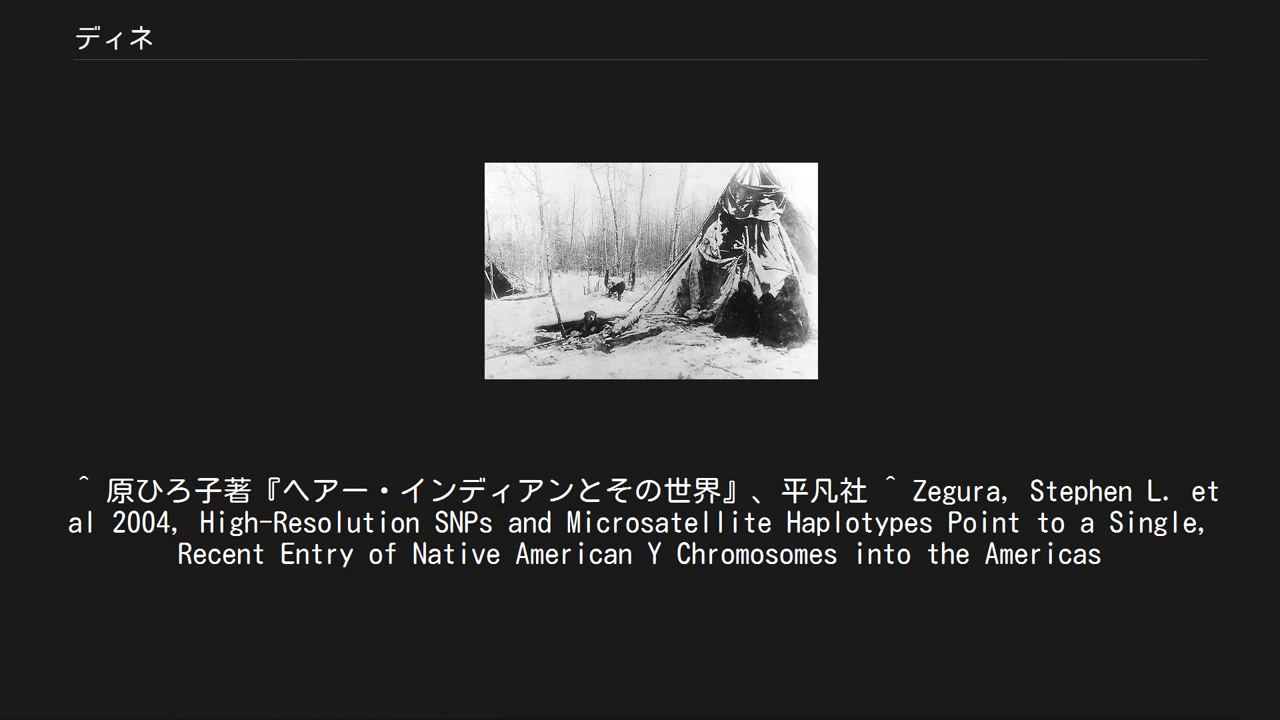 ディネ
^ 原ひろ子著『ヘアー・インディアンとその世界』、平凡社 ^ Zegura, Stephen L. et
al 2004, High-Resolution SNPs and Microsatellite Haplotypes Point to a Single,
Recent Entry of Native American Y Chromosomes into the Americas